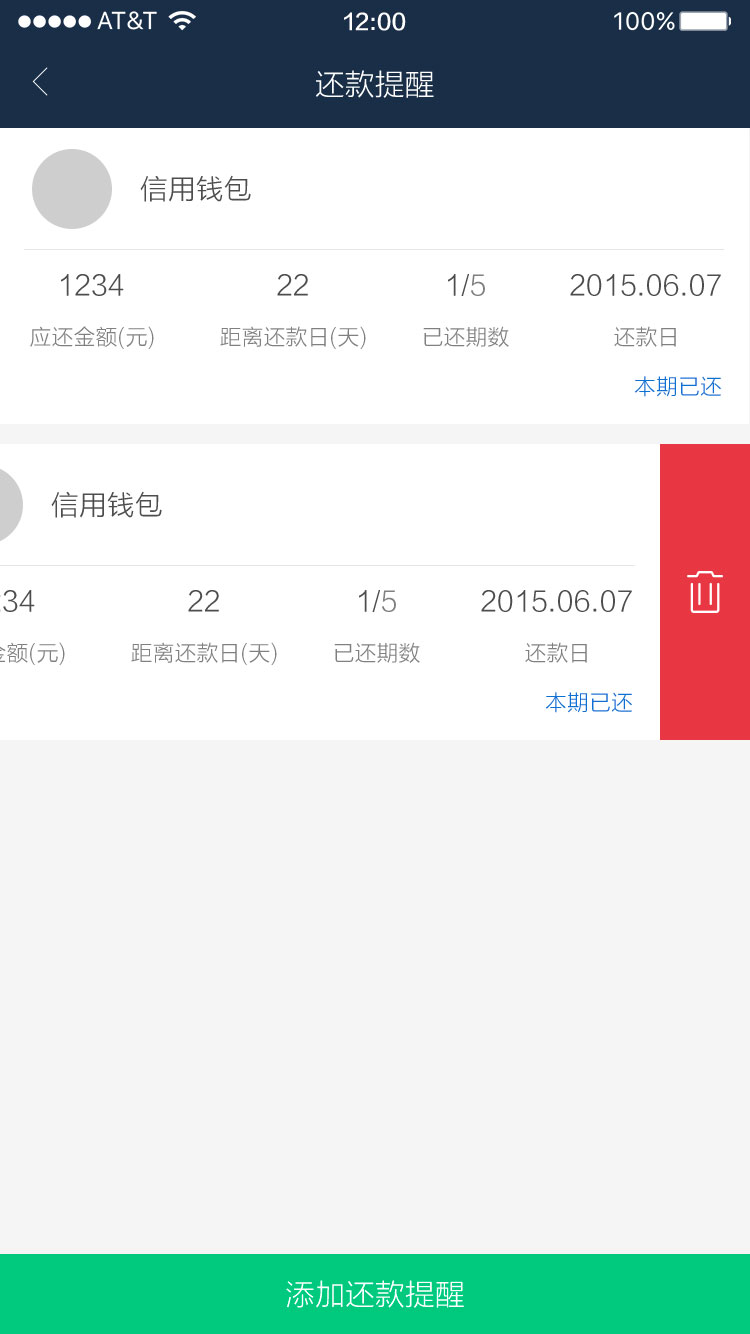 AT&T 12:00 100%
还款提醒
信用钱包
1234 22 1/5 2015.06.07
应还金额(元) 距离还款日(天) 已还期数 还款日
本期已还
信用钱包
34 22 1/5 2015.06.07
金额(元) 距离还款日(天) 已还期数 还款日
本期已还
添加还款提醒